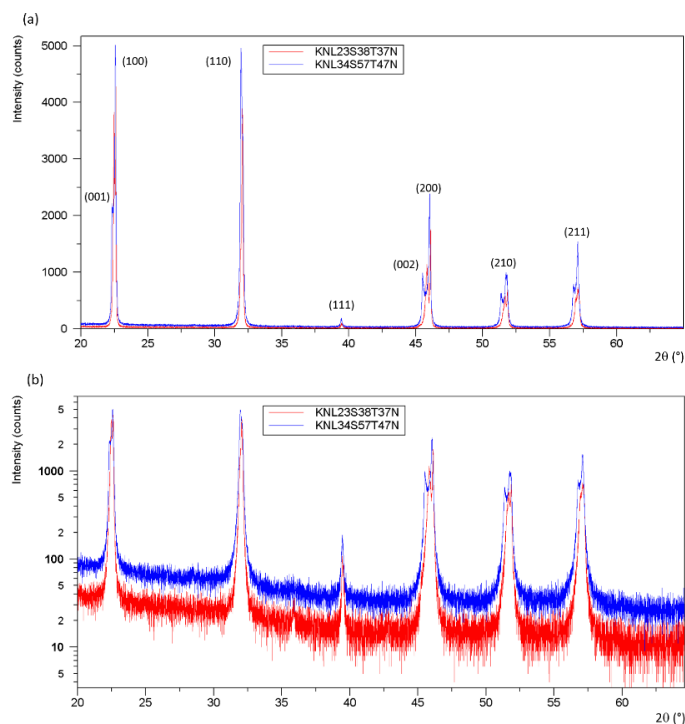 (a)
Intensity (counts)
5000
4000
3000
2000
1000
0
KNL23S38T37N
KNL34S57T47N
(100)
(110)
(001)
(111)
(002)
(200)
(210)
(211)
20 25 30 35 40 45 50 55 60
2θ (°)
(b)
Intensity (counts)
5
2
1000
5
2
100
5
2
10
5
KNL23S38T37N
KNL34S57T47N
20 25 30 35 40 45 50 55 60
2θ (°)